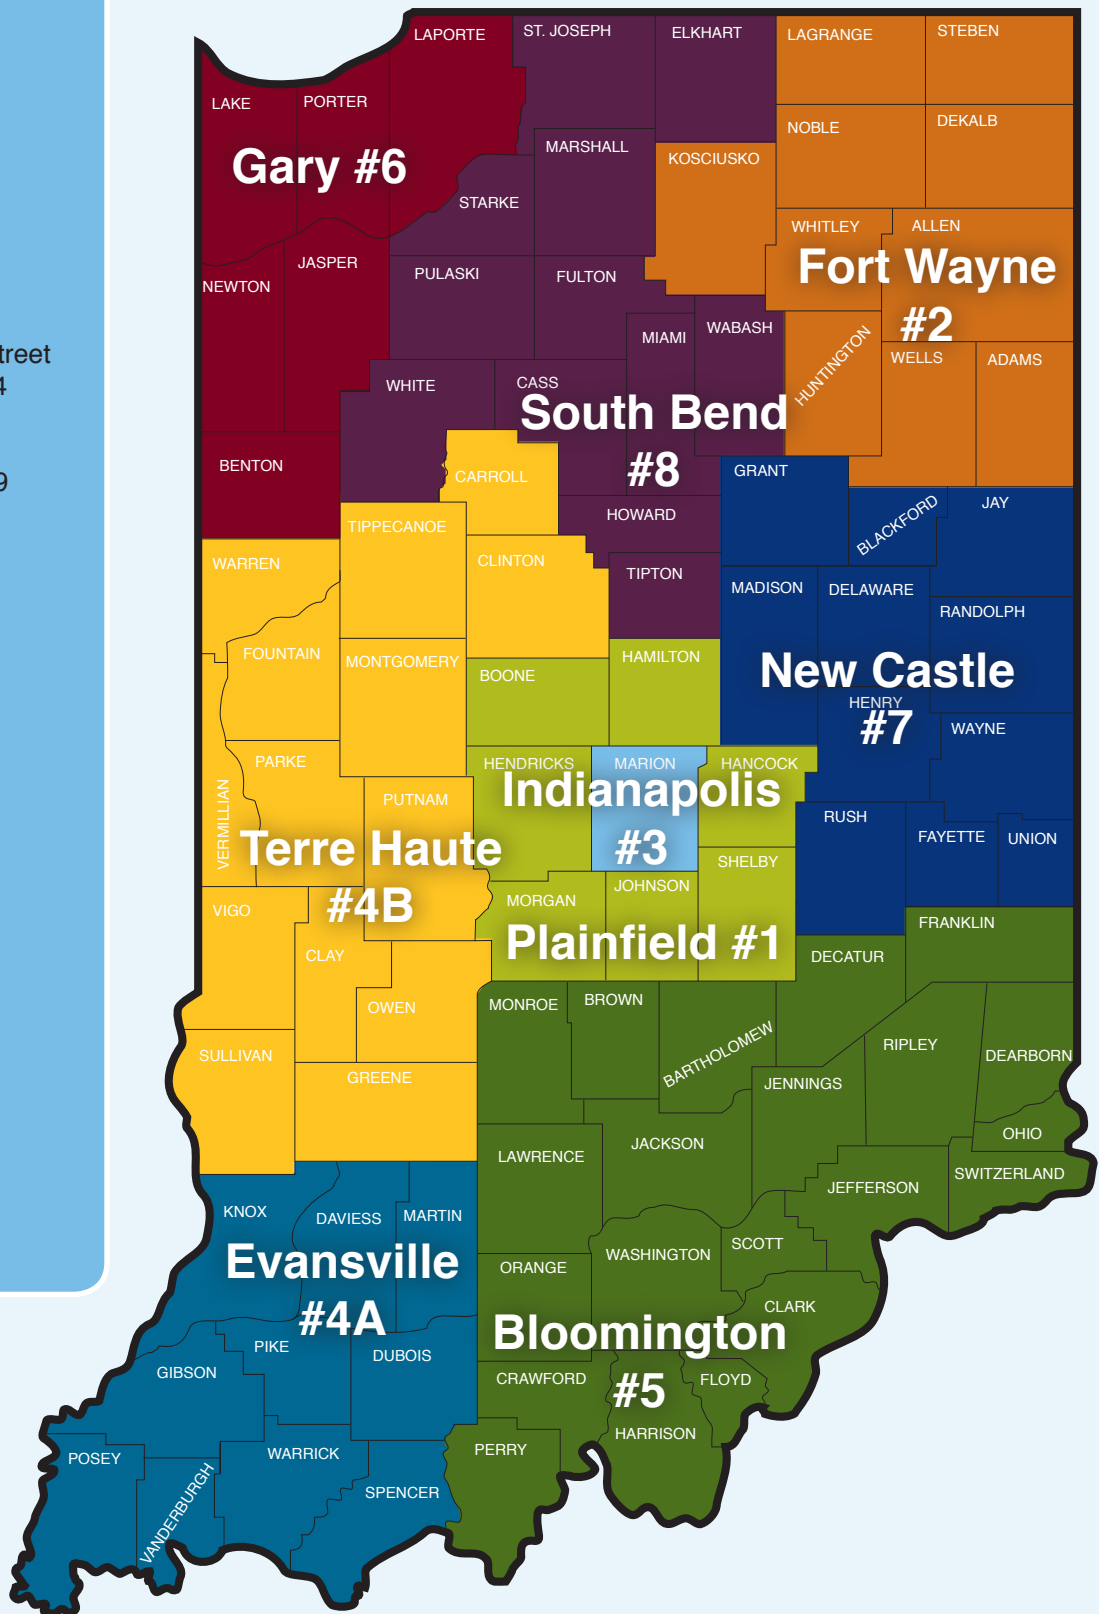 LAPORTE
ST. JOSEPH
ELKHART
LAGRANGE
STEBEN
LAKE
PORTER
NOBLE
DEKALB
MARSHALL
KOSCIUSKO
Gary #6
STARKE
WHITLEY
ALLEN
JASPER
NEWTON
PULASKI
FULTON
Fort Wayne
#2
MIAMI
WABASH
HUNTINGTON
WELLS
ADAMS
treet
4
WHITE
CASS
South Bend
#8
BENTON
CARROLL
GRANT
9
BLACKFORD
JAY
HOWARD
TIPPECANOE
WARREN
CLINTON
TIPTON
MADISON
DELAWARE
RANDOLPH
FOUNTAIN
MONTGOMERY
BOONE
HAMILTON
New Castle
#7
HENRY
WAYNE
PARKE
HENDRICKS
MARION
HANCOCK
Indianapolis
#3
VERMILLIAN
PUTNAM
RUSH
FAYETTE
UNION
Terre Haute
#4B
SHELBY
JOHNSON
MORGAN
VIGO
FRANKLIN
Plainfield #1
CLAY
DECATUR
OWEN
MONROE
BROWN
BARTHOLOMEW
SULLIVAN
GREENE
RIPLEY
DEARBORN
JENNINGS
OHIO
JACKSON
LAWRENCE
JEFFERSON
SWITZERLAND
KNOX
DAVIESS
MARTIN
Evansville
#4A
WASHINGTON
SCOTT
ORANGE
CLARK
Bloomington
#5
PIKE
DUBOIS
GIBSON
CRAWFORD
FLOYD
HARRISON
POSEY
VANDERBURGH
WARRICK
PERRY
SPENCER